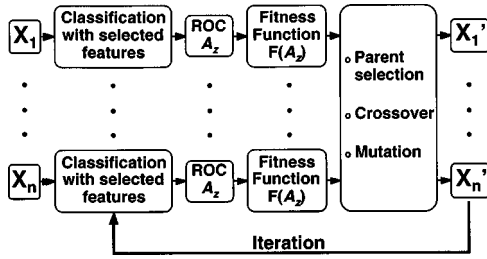 X1
Classification
with selected
features
ROC
Az
Fitness
Function
F(Az)
Parent
selection
Crossover
Mutation
X1'
Xn
Classification
with selected
features
ROC
Az
Fitness
Function
F(Az)
Xn'
Iteration